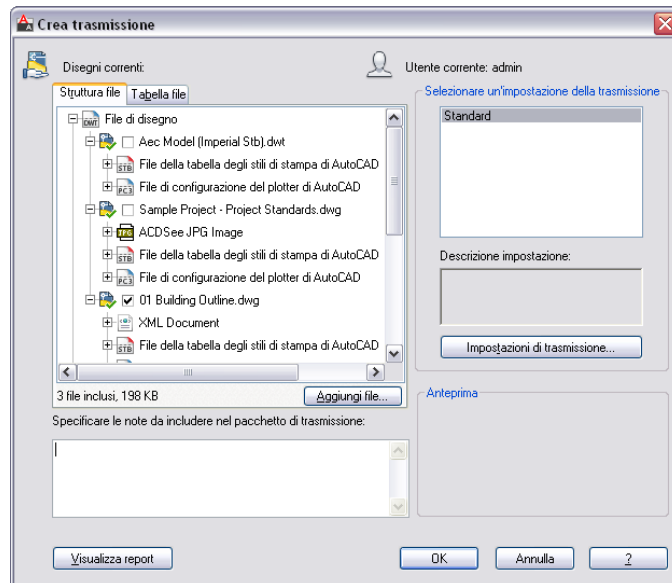 Crea trasmissione
Disegni correnti:
Utente corrente: admin
Struttura file
Tabella file
File di disegno
Aec Model (Imperial Stb).dwt
File della tabella degli stili di stampa di AutoCAD
File di configurazione del plotter di AutoCAD
Sample Project - Project Standards.dwg
ACDSee JPG Image
File della tabella degli stili di stampa di AutoCAD
File di configurazione del plotter di AutoCAD
01 Building Outline.dwg
XML Document
File della tabella degli stili di stampa di AutoCAD
3 file inclusi, 198 KB
Aggiungi file...
Specificare le note da includere nel pacchetto di trasmissione:
Selezionare un'impostazione della trasmissione
Standard
Descrizione impostazione:
Impostazioni di trasmissione...
Anteprima
Visualizza report
OK
Annulla
?